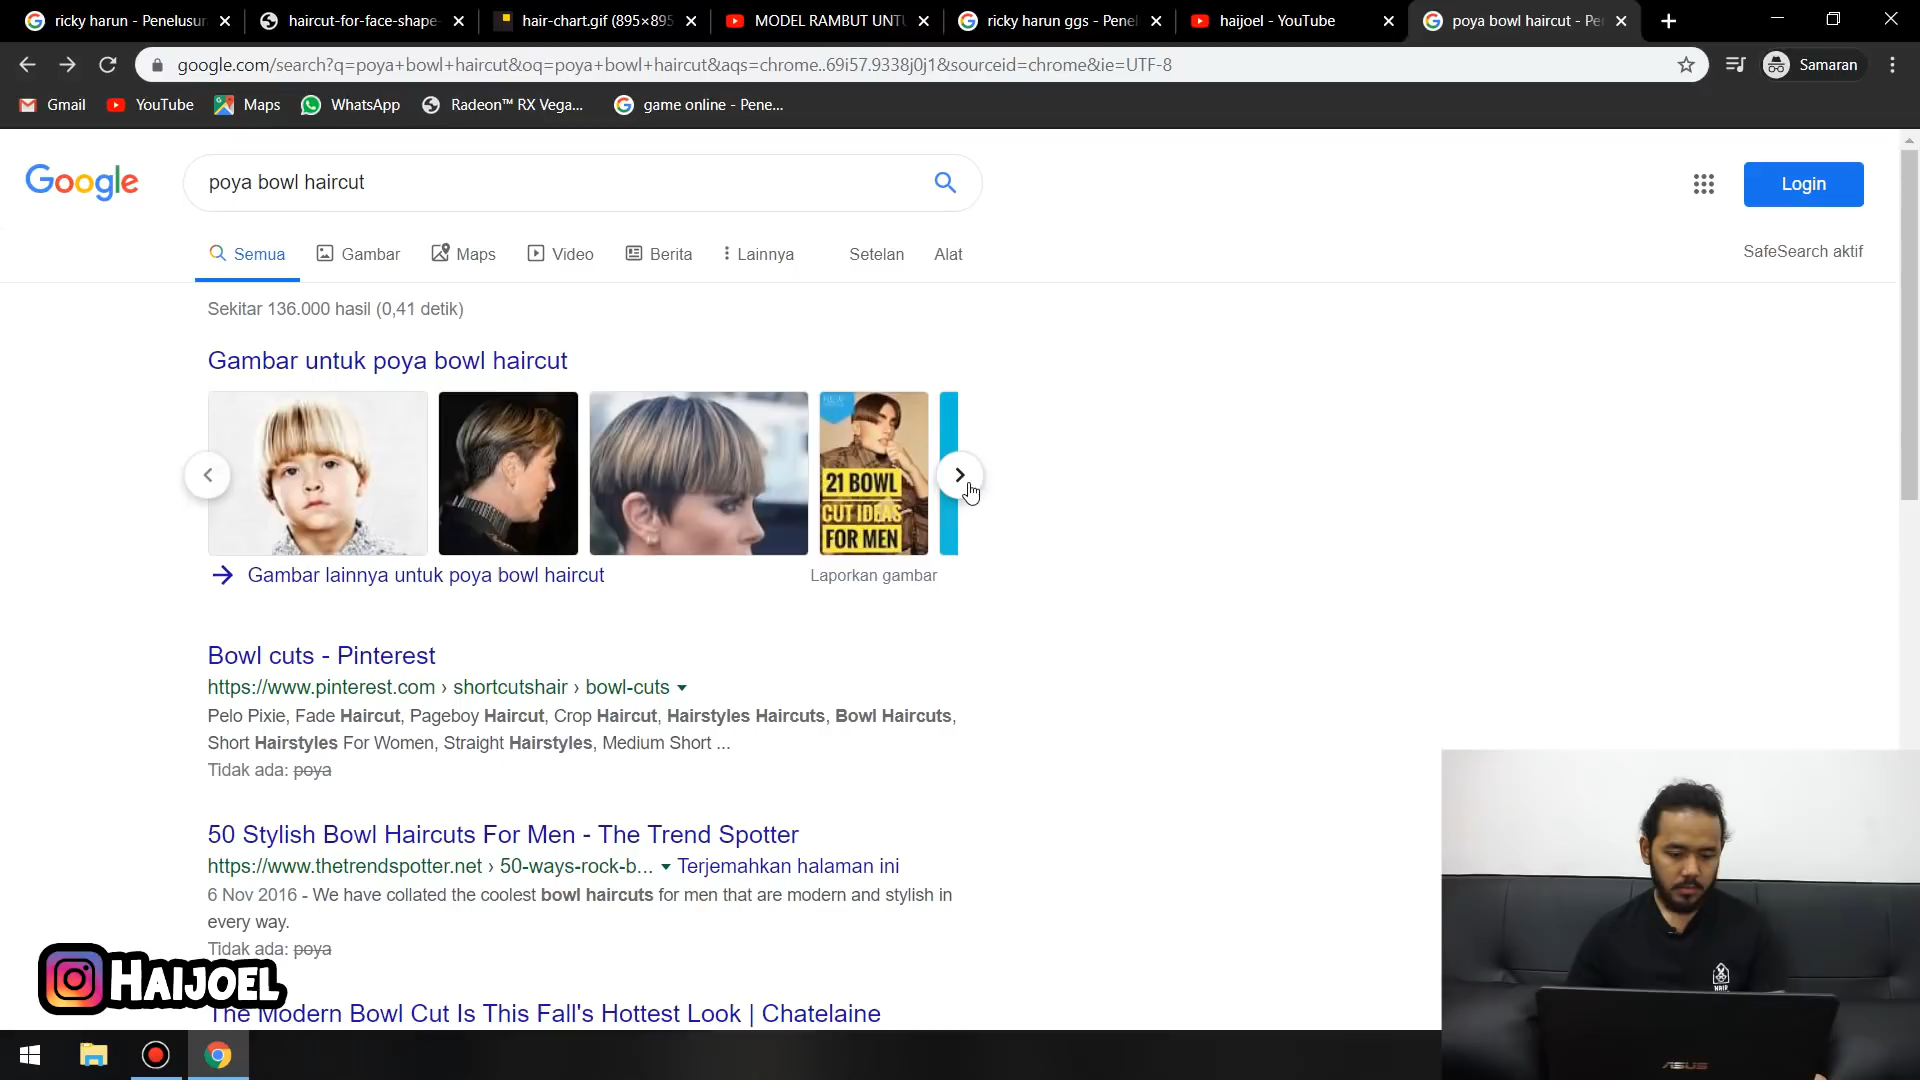 ricky harun - Penelusu
haircut-for-face-shape-
hair-chart.gif (895×895
MODEL RAMBUT UNTU
ricky harun ggs - Penel
haijoel - YouTube
poya bowl haircut - Pe
google.com/search?q=poya+bowl+haircut&oq=poya+bowl+haircut&aqs=chrome..69i57.9338j0j1&sourceid=chrome&ie=UTF-8
Samaran
Gmail
YouTube
Maps
WhatsApp
Radeon™ RX Vega...
game online - Pene...
Google
poya bowl haircut
Login
Semua
Gambar
Maps
Video
Berita
Lainnya
Setelan
Alat
SafeSearch aktif
Sekitar 136.000 hasil (0,41 detik)
Gambar untuk poya bowl haircut
21 BOWL
CUT IDEAS
FOR MEN
Gambar lainnya untuk poya bowl haircut
Laporkan gambar
Bowl cuts - Pinterest
https://www.pinterest.com › shortcutshair › bowl-cuts
Pelo Pixie, Fade Haircut, Pageboy Haircut, Crop Haircut, Hairstyles Haircuts, Bowl Haircuts,
Short Hairstyles For Women, Straight Hairstyles, Medium Short ...
Tidak ada: poya
50 Stylish Bowl Haircuts For Men - The Trend Spotter
https://www.thetrendspotter.net › 50-ways-rock-b... Terjemahkan halaman ini
6 Nov 2016 - We have collated the coolest bowl haircuts for men that are modern and stylish in
every way.
Tidak ada: poya
HAIJOEL
The Modern Bowl Cut Is This Fall's Hottest Look | Chatelaine
ASUS